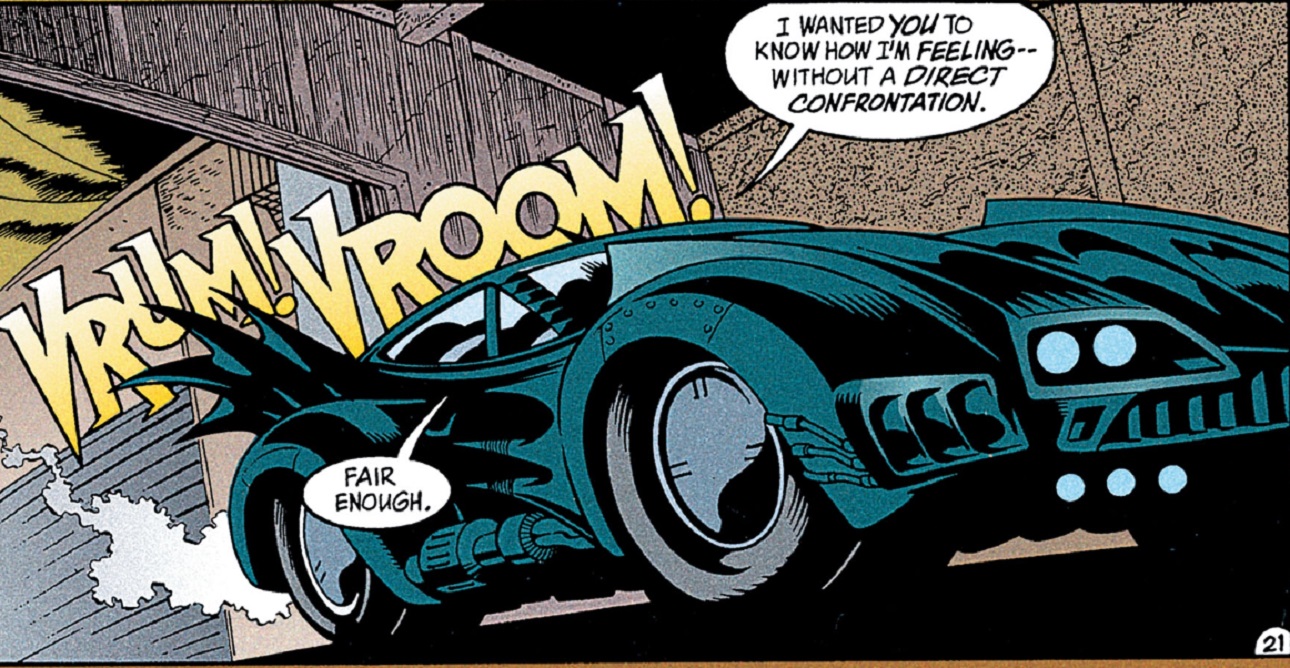 I WANTED YOU TO
KNOW HOW I'M FEELING--
WITHOUT A DIRECT
CONFRONTATION.
VRUM! VROOM!
FAIR
ENOUGH.
21